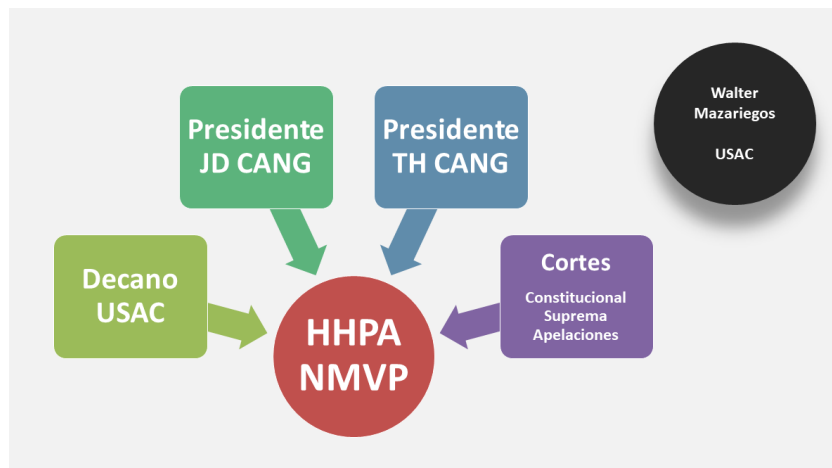 Presidente
JD CANG
Presidente
TH CANG
Walter
Mazariegos
USAC
Decano
USAC
HHPA
NMVP
Cortes
Constitucional
Suprema
Apelaciones